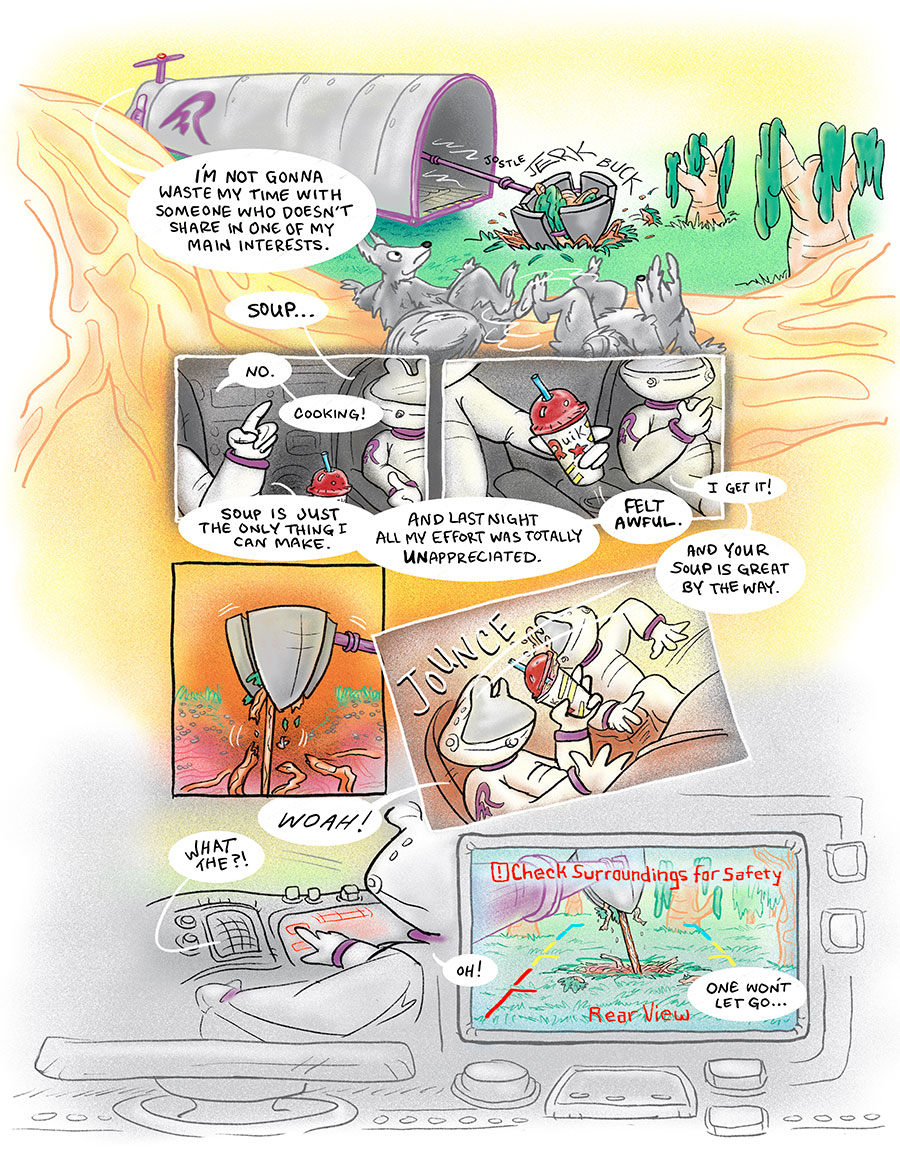 JOSTLE
JERK
BUCK
I'M NOT GONNA
WASTE MY TIME WITH
SOMEONE WHO DOESN'T
SHARE IN ONE OF MY
MAIN INTERESTS.
SOUP...
NO.
COOKING!
SOUP IS JUST
THE ONLY THING I
CAN MAKE.
Quik
AND LAST NIGHT
ALL MY EFFORT WAS TOTALLY
UNAPPRECIATED.
FELT
AWFUL.
I GET IT!
AND YOUR
SOUP IS GREAT
BY THE WAY.
JOUNCE
WOAH!
WHAT
THE?!
OH!
! Check Surroundings for Safety
ONE WON'T
LET GO...
Rear View